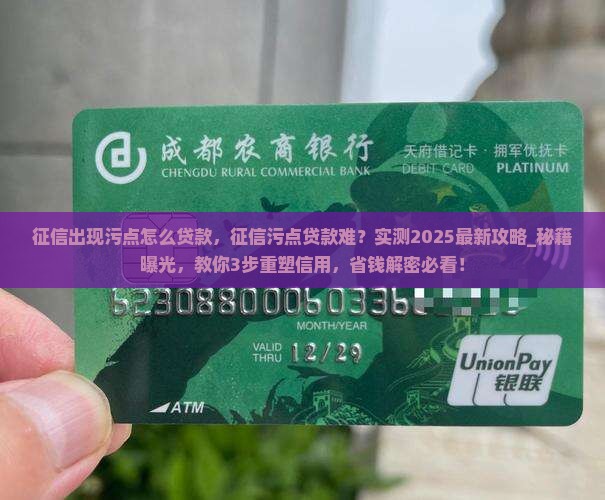 成都农商银行
CHENGDU RURAL COMMERCIAL BANK
天府借记卡·拥军优抚卡
DEBIT CARD PLATINUM
征信出现污点怎么贷款，征信污点贷款难？实测2025最新攻略_秘籍
曝光，教你3步重塑信用，省钱解密必看！
MONTH/YEAR
VALID
THRU 12/29
UnionPay
银联
ATM